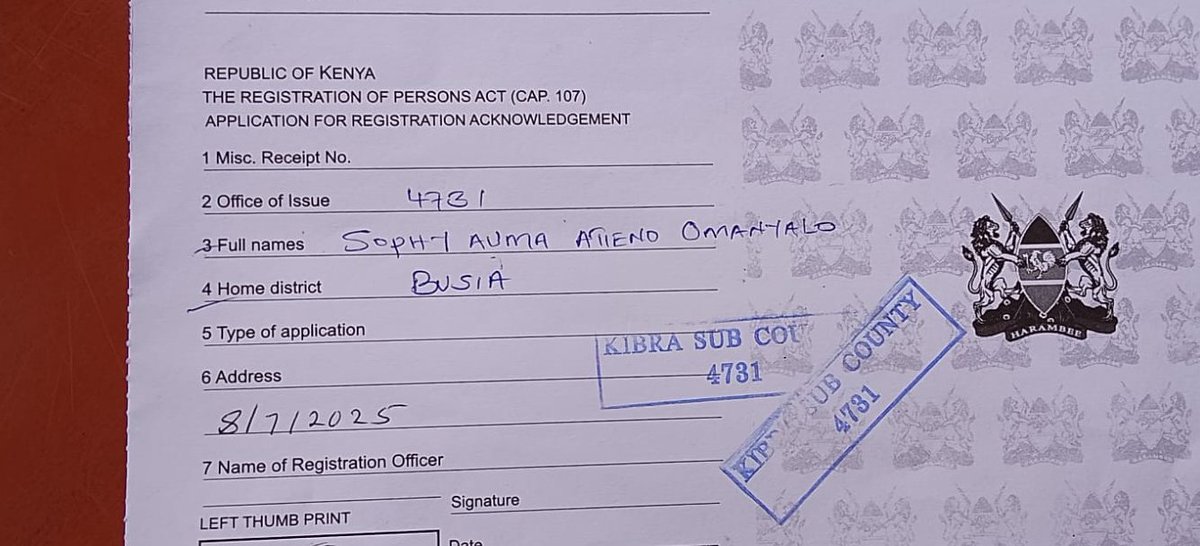 REPUBLIC OF KENYA
THE REGISTRATION OF PERSONS ACT (CAP. 107)
APPLICATION FOR REGISTRATION ACKNOWLEDGEMENT
1 Misc. Receipt No.
2 Office of Issue 4731
3 Full names SOPHY AUMA ATIENO OMANYALO
4 Home district BUSIA
HARAMBEE
5 Type of application
KIBRA SUB COU
4731
KIBRA SUB COUNTY
4731
6 Address
8/7/2025
7 Name of Registration Officer
Signature
LEFT THUMB PRINT
Date